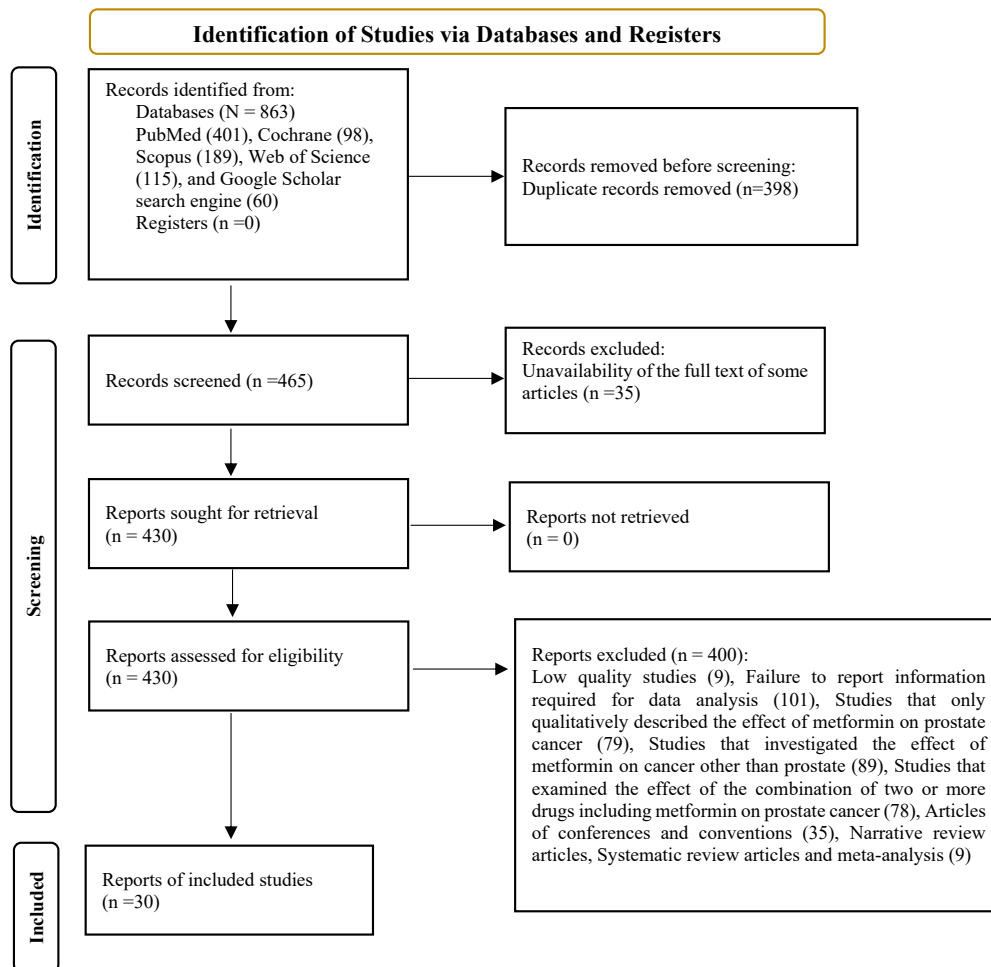 Identification of Studies via Databases and Registers
Identification
Records identified from:
Databases (N = 863)
PubMed (401), Cochrane (98),
Scopus (189), Web of Science
(115), and Google Scholar
search engine (60)
Registers (n =0)
Records removed before screening:
Duplicate records removed (n=398)
Screening
Records screened (n =465)
Records excluded:
Unavailability of the full text of some
articles (n =35)
Reports sought for retrieval
(n = 430)
Reports not retrieved
(n = 0)
Reports assessed for eligibility
(n = 430)
Reports excluded (n = 400):
Low quality studies (9), Failure to report information
required for data analysis (101), Studies that only
qualitatively described the effect of metformin on prostate
cancer (79), Studies that investigated the effect of
metformin on cancer other than prostate (89), Studies that
examined the effect of the combination of two or more
drugs including metformin on prostate cancer (78), Articles
of conferences and conventions (35), Narrative review
articles, Systematic review articles and meta-analysis (9)
Included
Reports of included studies
(n =30)